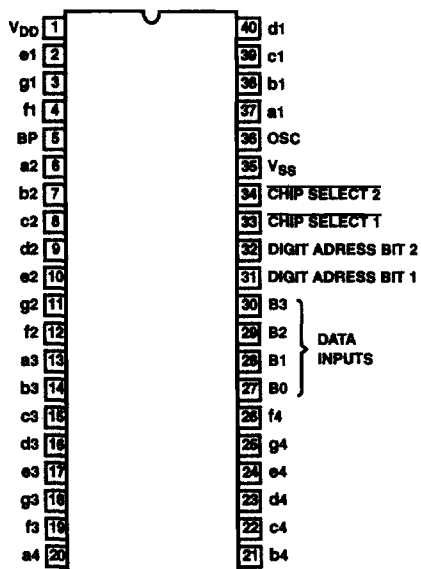 VDD 1 40 d1
e1 2 39 c1
g1 3 38 b1
f1 4 37 a1
BP 5 36 OSC
a2 6 35 VSS
b2 7 34 CHIP SELECT 2
c2 8 33 CHIP SELECT 1
d2 9 32 DIGIT ADRESS BIT 2
e2 10 31 DIGIT ADRESS BIT 1
g2 11 30 B3
f2 12 29 B2
a3 13 28 B1
b3 14 27 B0
DATA
INPUTS
c3 15 26 f4
d3 16 25 g4
e3 17 24 e4
g3 18 23 d4
f3 19 22 c4
a4 20 21 b4